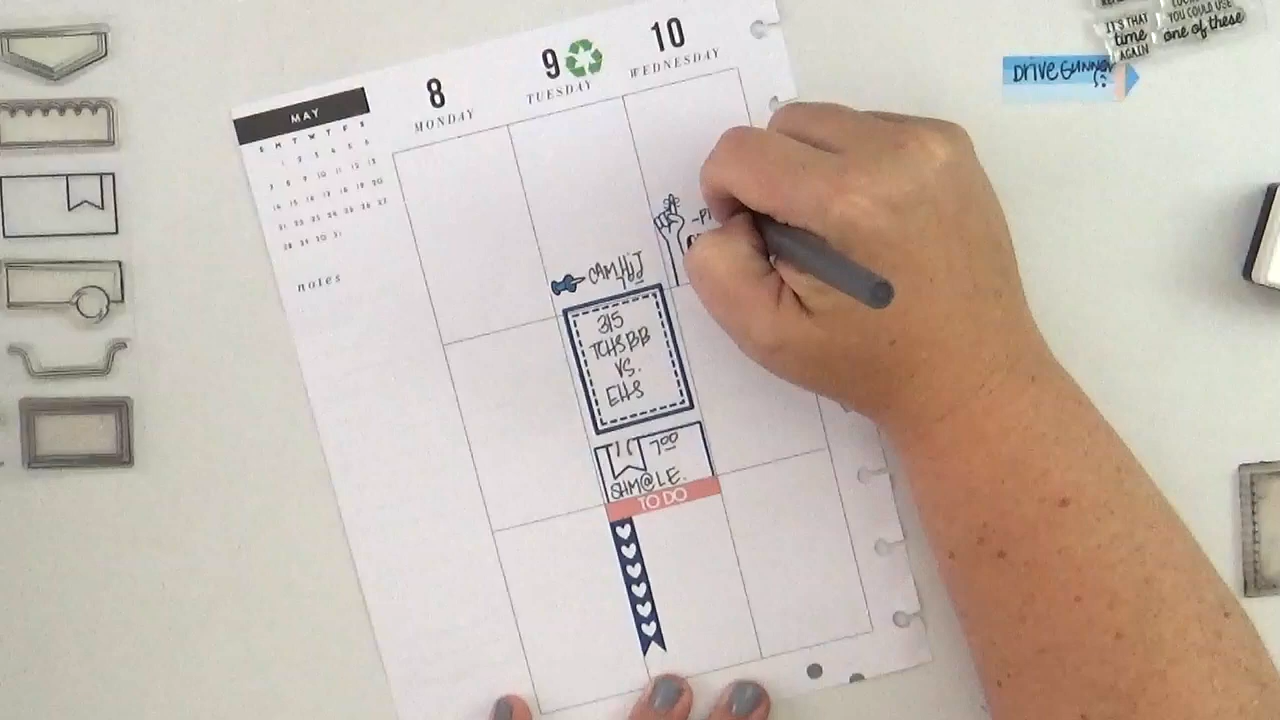 IT'S THAT
time
AGAIN
YOU COULD USE
one of these
DRIVE GUNNER
MAY
S M T W T F S
1 2 3 4 5 6
7 8 9 10 11 12 13
14 15 16 17 18 19 20
21 22 23 24 25 26 27
28 29 30 31
notes
8
MONDAY
9
TUESDAY
10
WEDNESDAY
7:00
315
TCHS BB
VS.
EHS
7:00
SHM@LE.
TO DO